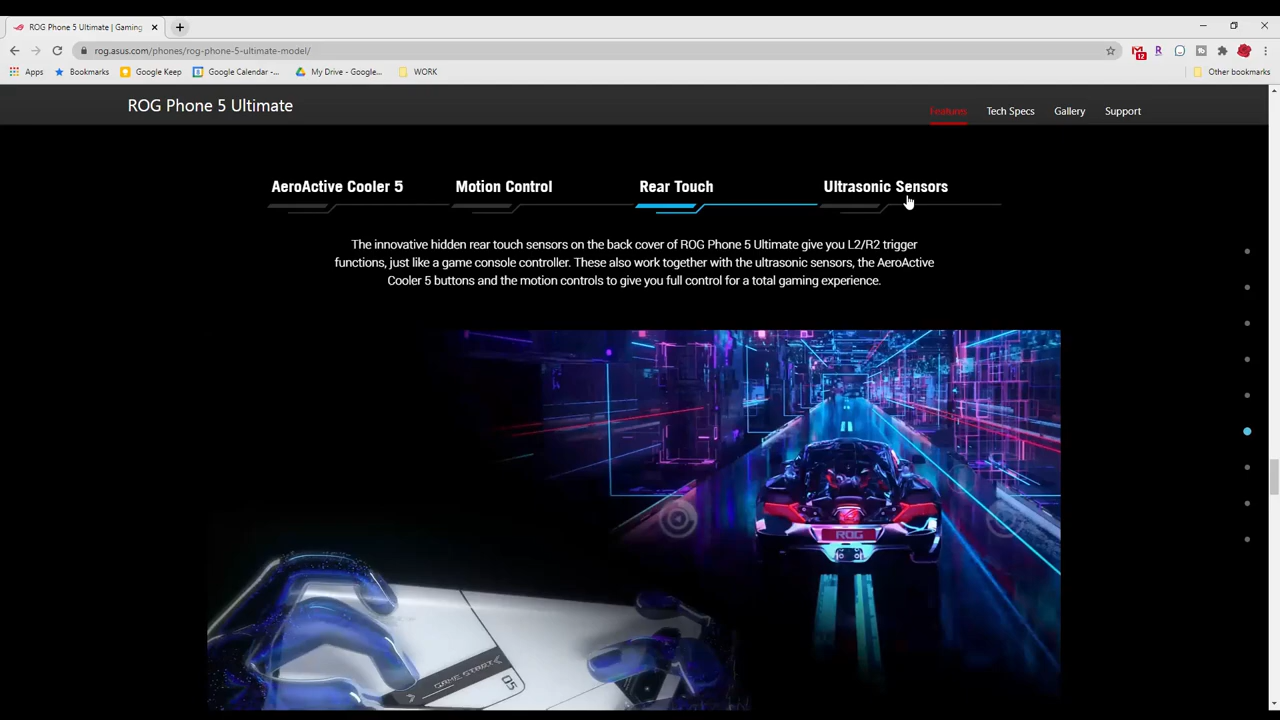 ROG Phone 5 Ultimate | Gaming
rog.asus.com/phones/rog-phone-5-ultimate-model/
12
R
Apps Bookmarks Google Keep Google Calendar -... My Drive - Google... WORK Other bookmarks
ROG Phone 5 Ultimate
Features Tech Specs Gallery Support
AeroActive Cooler 5 Motion Control Rear Touch Ultrasonic Sensors
The innovative hidden rear touch sensors on the back cover of ROG Phone 5 Ultimate give you L2/R2 trigger
functions, just like a game console controller. These also work together with the ultrasonic sensors, the AeroActive
Cooler 5 buttons and the motion controls to give you full control for a total gaming experience.
ROG
GAME START
05